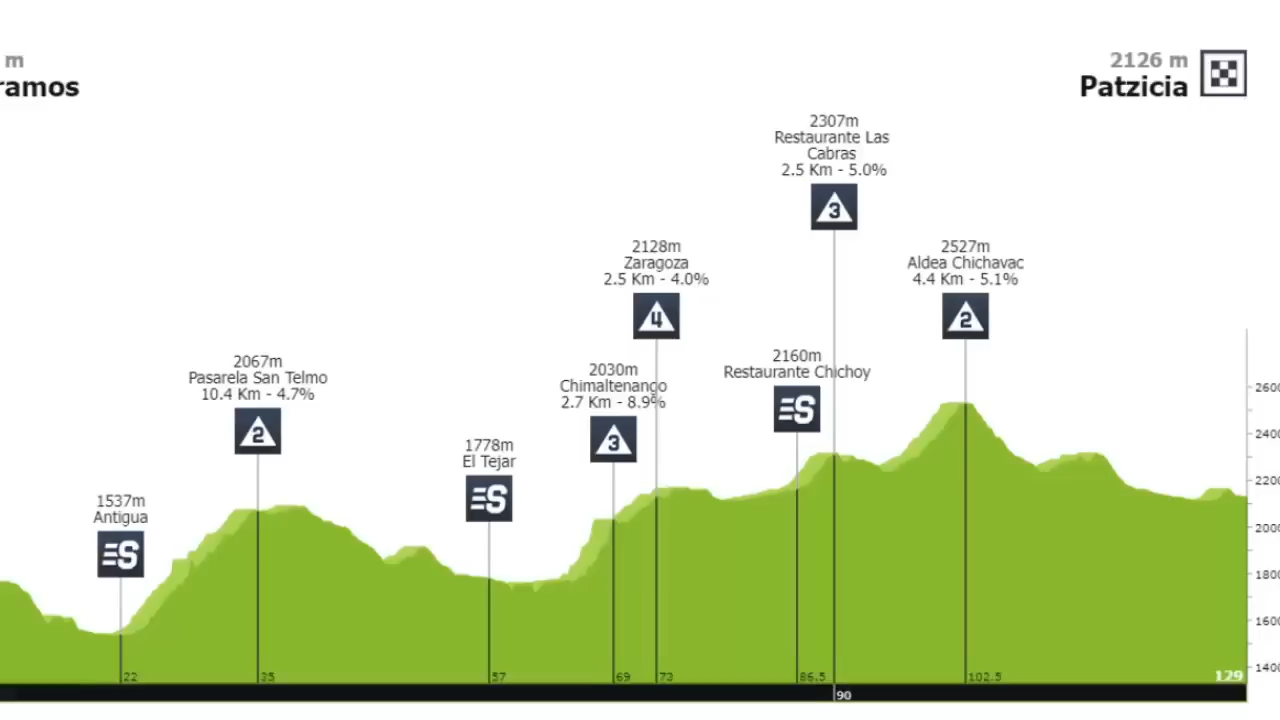 m
ramos
2126 m
Patzicia
2307m
Restaurante Las
Cabras
2.5 Km - 5.0%
3
2128m
Zaragoza
2.5 Km - 4.0%
4
2527m
Aldea Chichavac
4.4 Km - 5.1%
2
2067m
Pasarela San Telmo
10.4 Km - 4.7%
2
2030m
Chimaltenango
2.7 Km - 8.9%
3
2160m
Restaurante Chichoy
S
1778m
El Tejar
S
1537m
Antigua
S
2600
2400
2200
2000
1800
1600
1400
22
35
57
69
73
86.5
102.5
129
90